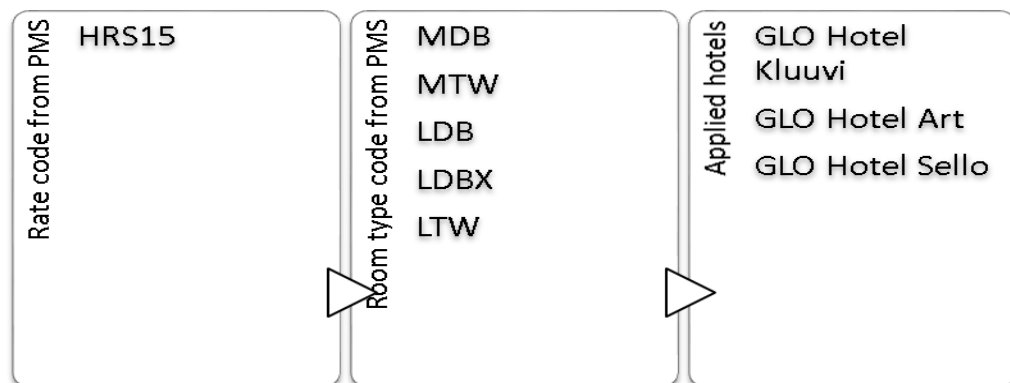 Rate code from PMS
HRS15
Room type code from PMS
MDB
MTW
LDB
LDBX
LTW
Applied hotels
GLO Hotel
Kluuvi
GLO Hotel Art
GLO Hotel Sello